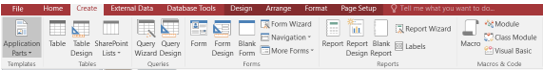 File Home Create External Data Database Tools Design Arrange Format Page Setup Tell me what you want to do...
Application Parts
Table
Table Design
SharePoint Lists
Query Wizard
Query Design
Form
Form Design
Blank Form
Form Wizard
Navigation
More Forms
Report
Report Design
Blank Report
Report Wizard
Labels
Macro
Module
Class Module
Visual Basic
Templates Tables Queries Forms Reports Macros & Code